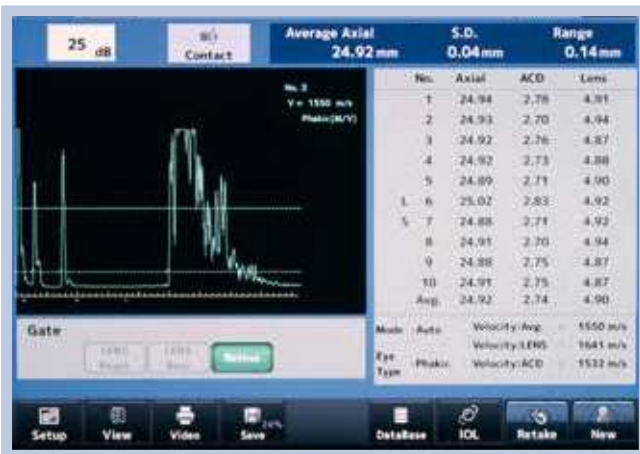 25 dB
Contact
Average Axial 24.92 mm
S.D. 0.04 mm
Range 0.14 mm
No. 3
V= 1550 m/s
Phakic(M/V)
No. Axial ACD Lens
1 24.94 2.78 4.91
2 24.93 2.70 4.94
3 24.92 2.76 4.87
4 24.92 2.73 4.88
5 24.89 2.71 4.90
L 6 25.02 2.83 4.92
S 7 24.88 2.71 4.92
8 24.91 2.70 4.94
9 24.88 2.75 4.87
10 24.91 2.75 4.87
Avg. 24.92 2.74 4.90
Gate
LENS
LENS
Retina
Mode Auto Velocity:Avg. : 1550 m/s
Velocity:LENS : 1641 m/s
Eye Type Phakic Velocity:ACD : 1532 m/s
Setup View Video Save DataBase IOL Retake New